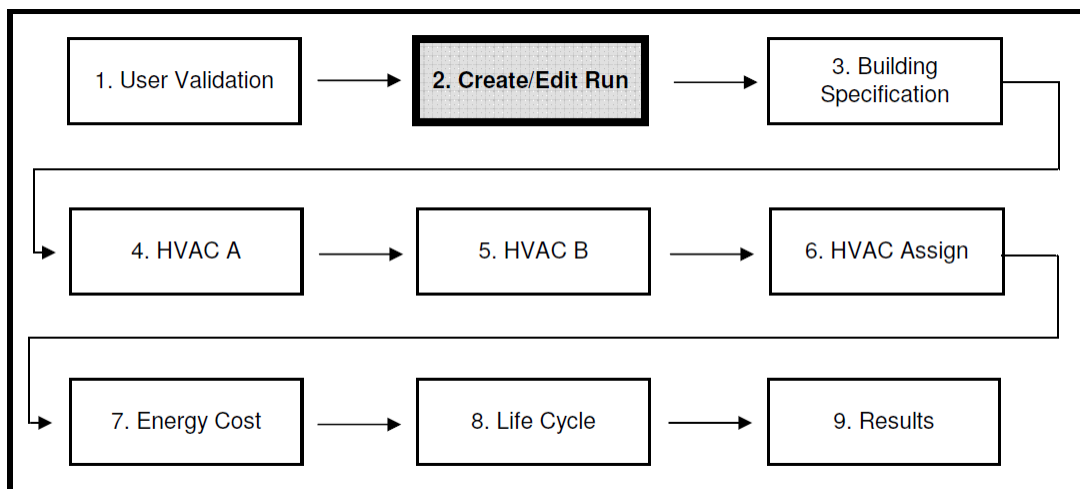 1. User Validation
2. Create/Edit Run
3. Building
Specification
4. HVAC A
5. HVAC B
6. HVAC Assign
7. Energy Cost
8. Life Cycle
9. Results